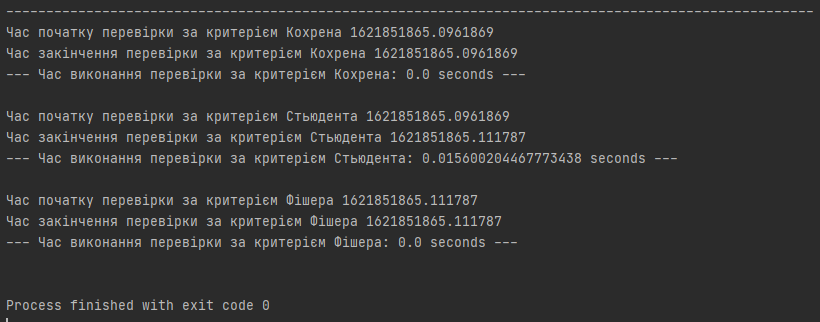 Час початку перевірки за критерієм Кохрена 1621851865.0961869
Час закінчення перевірки за критерієм Кохрена 1621851865.0961869
--- Час виконання перевірки за критерієм Кохрена: 0.0 seconds ---
Час початку перевірки за критерієм Стьюдента 1621851865.0961869
Час закінчення перевірки за критерієм Стьюдента 1621851865.111787
--- Час виконання перевірки за критерієм Стьюдента: 0.015600204467773438 seconds ---
Час початку перевірки за критерієм Фішера 1621851865.111787
Час закінчення перевірки за критерієм Фішера 1621851865.111787
--- Час виконання перевірки за критерієм Фішера: 0.0 seconds ---
Process finished with exit code 0